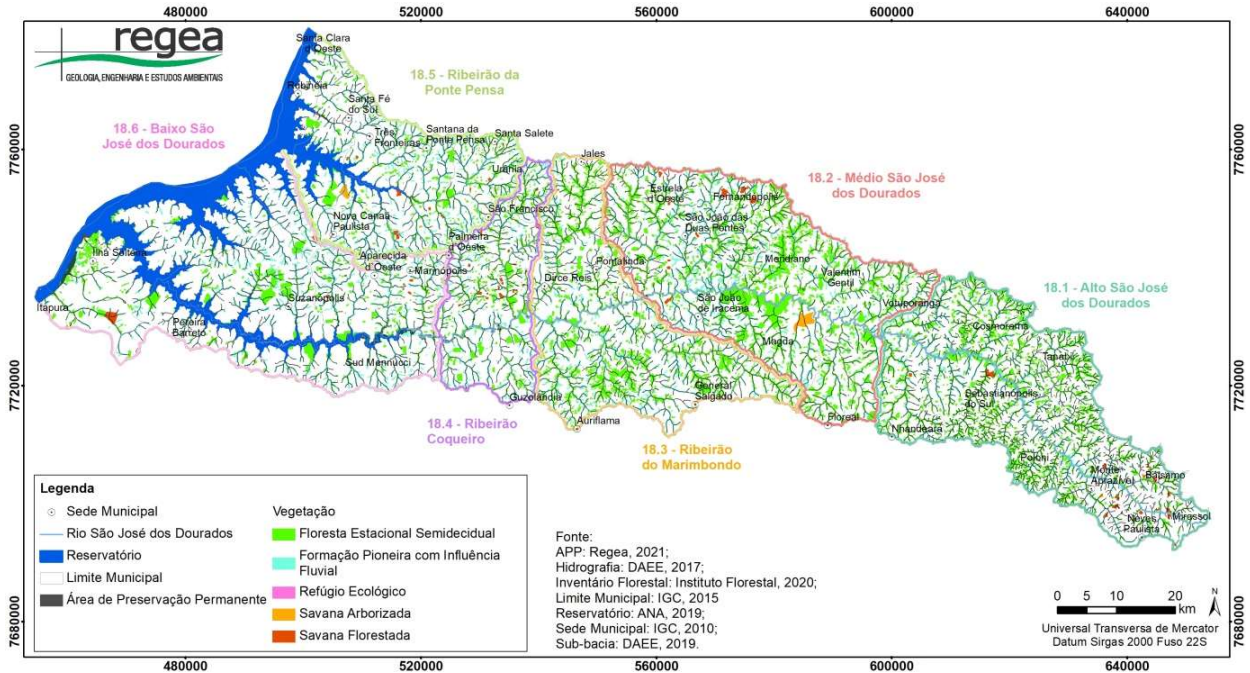 480000
520000
560000
600000
640000
regea
GEOLOGIA, ENGENHARIA E ESTUDOS AMBIENTAIS
Santa Clara
d´Oeste
18.5 - Ribeirão da
Ponte Pensa
Rubinéia
Santa Fé
do Sul
18.6 - Baixo São
José dos Dourados
Três
Fronteiras
Santana da
Ponte Pensa
Santa Salete
7760000
7760000
Jales
Urânia
18.2 - Médio São José
dos Dourados
Estrela
d´Oeste
Fernandópolis
São Francisco
Nova Canaã
Paulista
São João das
Duas Pontes
Palmeira
d´Oeste
Ilha Solteira
Aparecida
d´Oeste
Marinópolis
Dirce Reis
Pontalinda
Meridiano
Valentim
Gentil
18.1 - Alto São José
dos Dourados
Itapura
Suzanápolis
São João
de Iracema
Votuporanga
Cosmorama
Pereira
Barreto
Magda
Tanabi
Sud Mennucci
7720000
7720000
General
Salgado
Sebastianópolis
do Sul
Guzolândia
18.4 - Ribeirão
Coqueiro
Auriflama
Floreal
Nhandeara
18.3 - Ribeirão
do Marimbondo
Poloni
Monte
Aprazível
Bálsamo
Neves
Paulista
Mirassol
Legenda
Sede Municipal
Rio São José dos Dourados
Reservatório
Limite Municipal
Área de Preservação Permanente
Vegetação
Floresta Estacional Semidecidual
Formação Pioneira com Influência
Fluvial
Refúgio Ecológico
Savana Arborizada
Savana Florestada
Fonte:
APP: Regea, 2021;
Hidrografia: DAEE, 2017;
Inventário Florestal: Instituto Florestal, 2020;
Limite Municipal: IGC, 2015
Reservatório: ANA, 2019;
Sede Municipal: IGC, 2010;
Sub-bacia: DAEE, 2019.
0 5 10 20
km
N
Universal Transversa de Mercator
Datum Sirgas 2000 Fuso 22S
7680000
7680000
480000
520000
560000
600000
640000